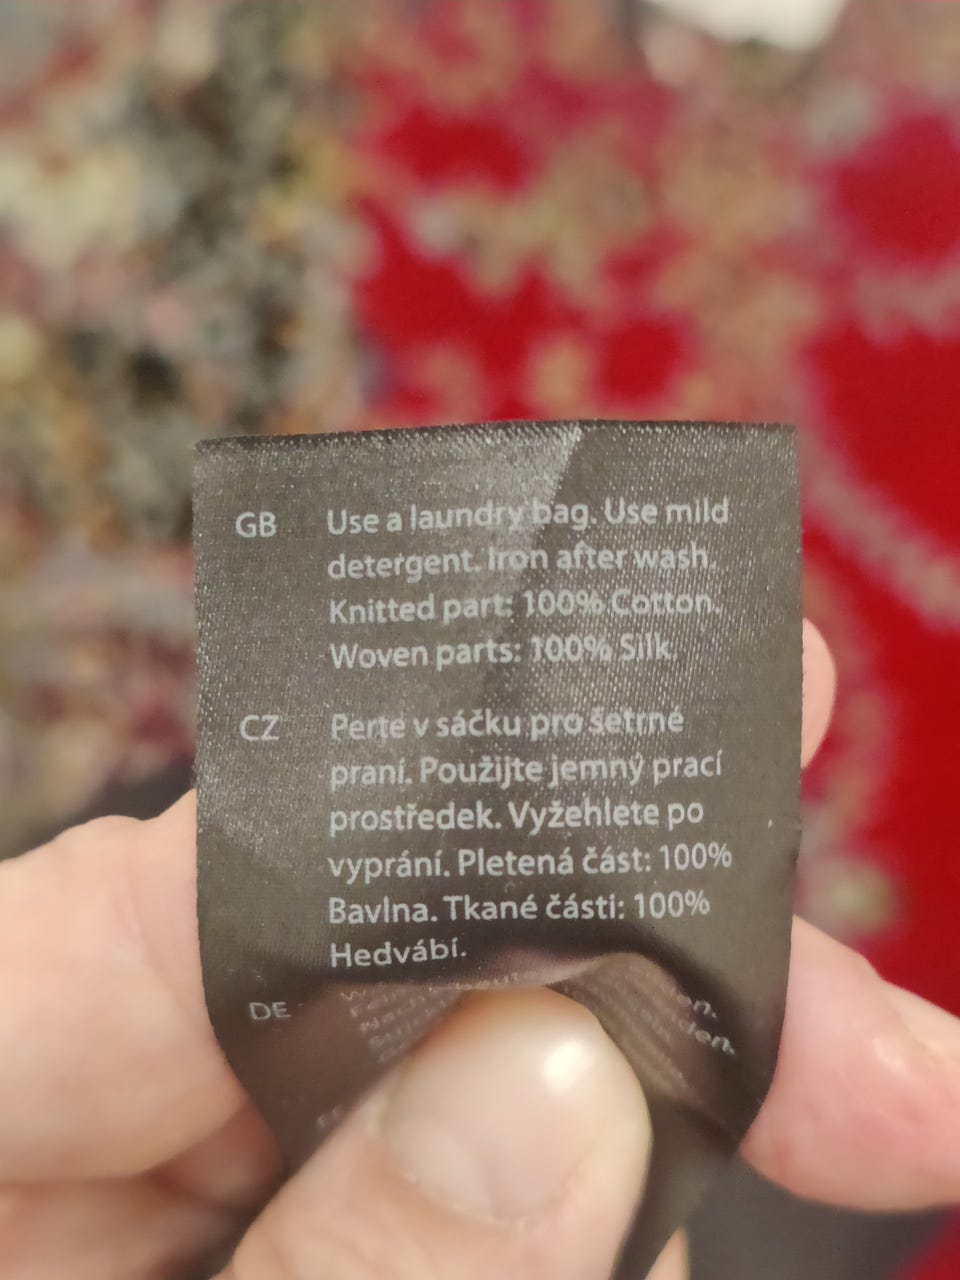 GB Use a laundry bag. Use mild
detergent. Iron after wash.
Knitted part: 100% Cotton.
Woven parts: 100% Silk.
CZ Perte v sáčku pro šetrné
praní. Použijte jemný prací
prostředek. Vyžehlete po
vyprání. Pletená část: 100%
Bavlna. Tkané části: 100%
Hedvábí.
DE